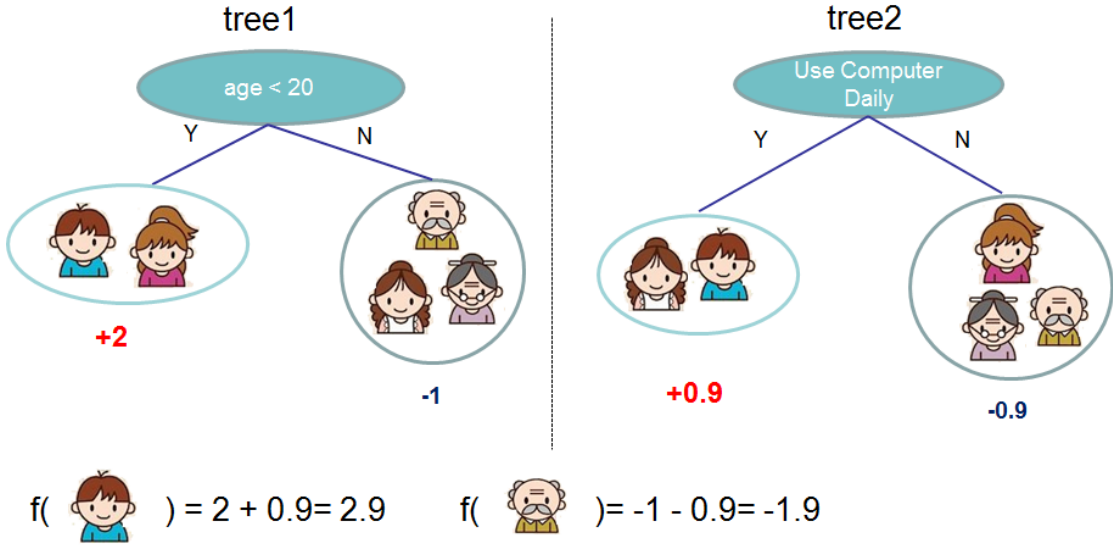 tree1
age < 20
Y
N
+2
-1
tree2
Use Computer
Daily
Y
N
+0.9
-0.9
f( ) = 2 + 0.9= 2.9
f( )= -1 - 0.9= -1.9